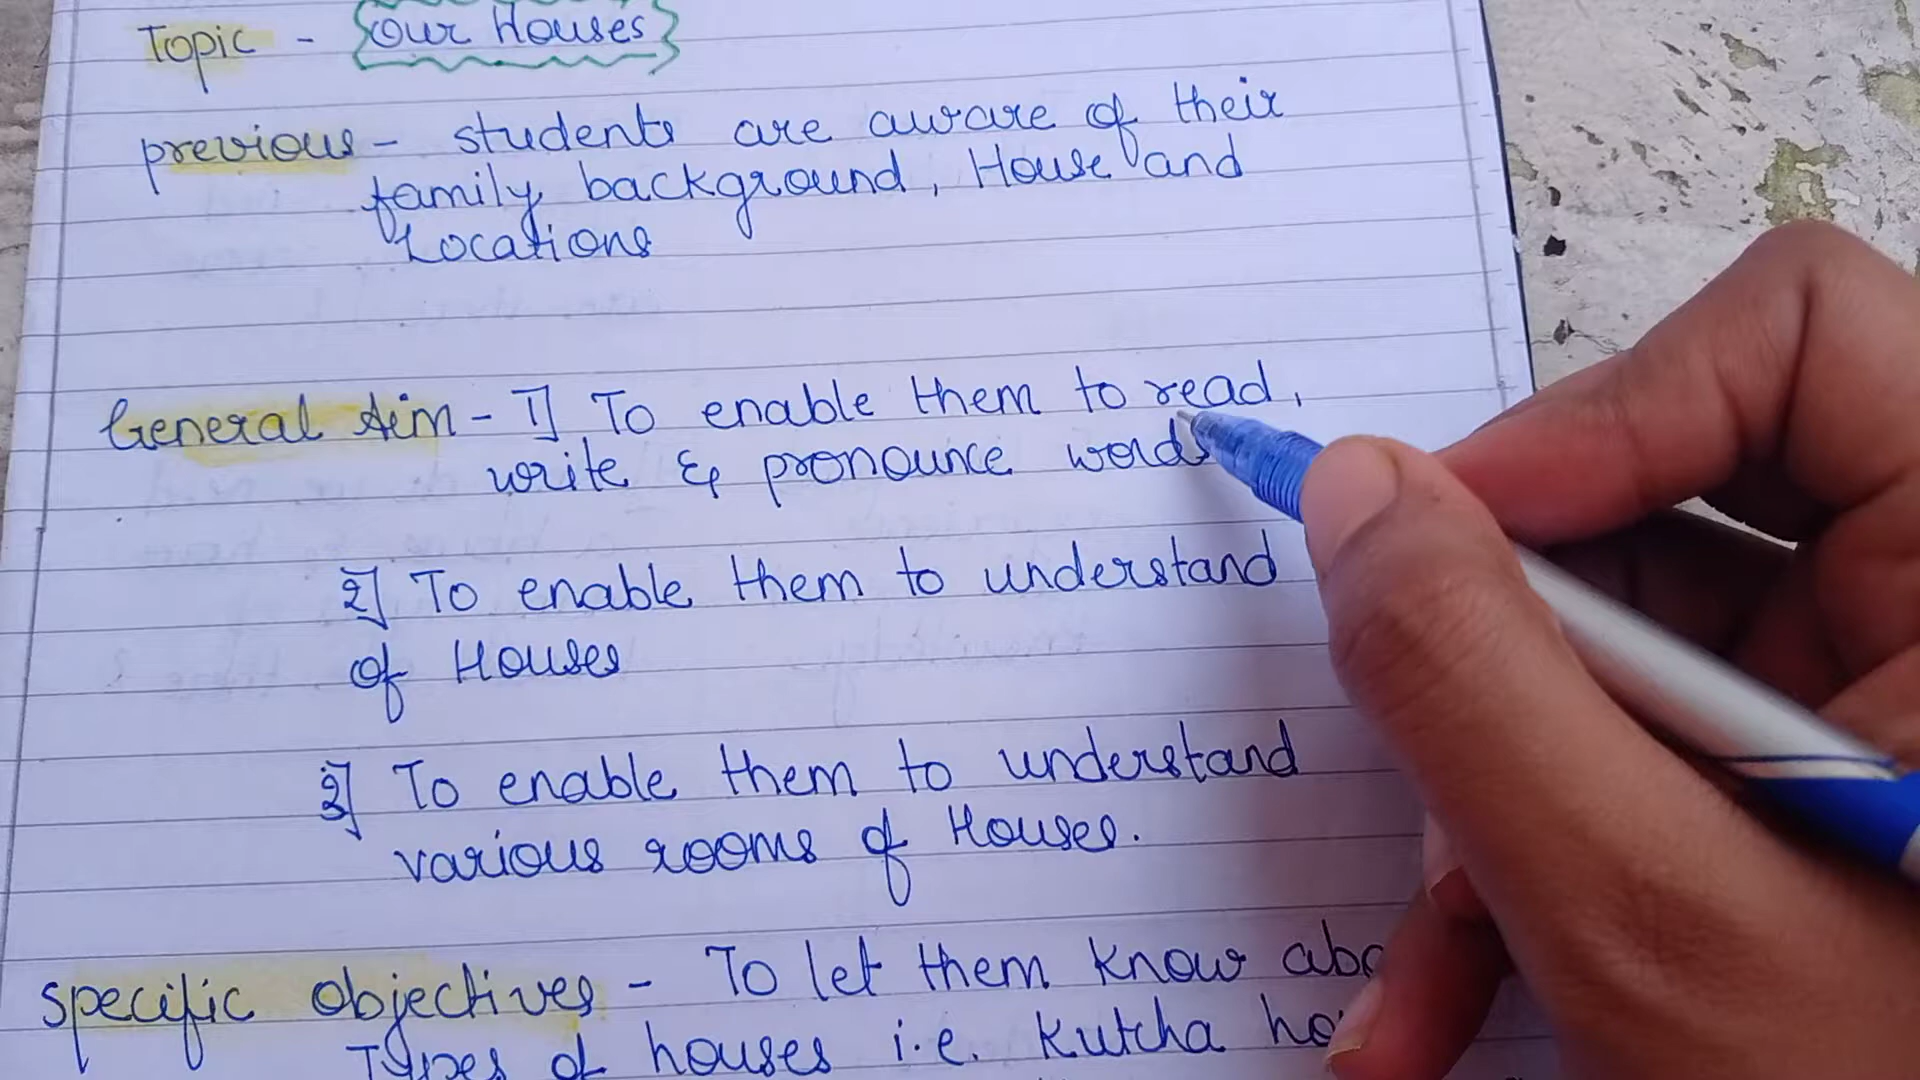 Topic - Our Houses
previous - students are aware of their
family background, House and
Locations
General Aim - 1] To enable them to read,
write & pronounce words
2] To enable them to understand
of Houses
3] To enable them to understand
various rooms of Houses.
specific objectives - To let them know
Types of houses i.e. Kutcha